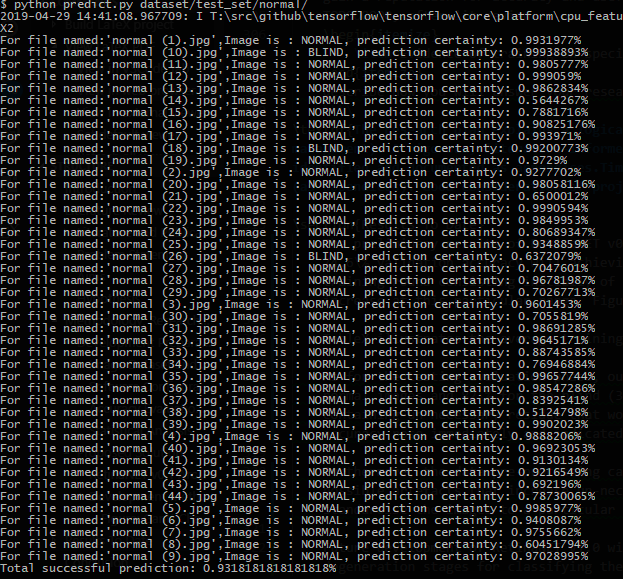 $ python predict.py dataset/test_set/normal/
2019-04-29 14:41:08.967709: I T:\src\github\tensorflow\tensorflow\core\platform\cpu_featu
X2
For file named:'normal (1).jpg',Image is : NORMAL, prediction certainty: 0.9931977%
For file named:'normal (10).jpg',Image is : BLIND, prediction certainty: 0.99938893%
For file named:'normal (11).jpg',Image is : NORMAL, prediction certainty: 0.9805777%
For file named:'normal (12).jpg',Image is : NORMAL, prediction certainty: 0.999059%
For file named:'normal (13).jpg',Image is : NORMAL, prediction certainty: 0.9862834%
For file named:'normal (14).jpg',Image is : NORMAL, prediction certainty: 0.5644267%
For file named:'normal (15).jpg',Image is : NORMAL, prediction certainty: 0.7881716%
For file named:'normal (16).jpg',Image is : NORMAL, prediction certainty: 0.90825176%
For file named:'normal (17).jpg',Image is : NORMAL, prediction certainty: 0.993971%
For file named:'normal (18).jpg',Image is : BLIND, prediction certainty: 0.99200773%
For file named:'normal (19).jpg',Image is : NORMAL, prediction certainty: 0.9729%
For file named:'normal (2).jpg',Image is : NORMAL, prediction certainty: 0.9277702%
For file named:'normal (20).jpg',Image is : NORMAL, prediction certainty: 0.98058116%
For file named:'normal (21).jpg',Image is : NORMAL, prediction certainty: 0.6500012%
For file named:'normal (22).jpg',Image is : NORMAL, prediction certainty: 0.9990594%
For file named:'normal (23).jpg',Image is : NORMAL, prediction certainty: 0.9849953%
For file named:'normal (24).jpg',Image is : NORMAL, prediction certainty: 0.80689347%
For file named:'normal (25).jpg',Image is : NORMAL, prediction certainty: 0.9348859%
For file named:'normal (26).jpg',Image is : BLIND, prediction certainty: 0.6372079%
For file named:'normal (27).jpg',Image is : NORMAL, prediction certainty: 0.7047601%
For file named:'normal (28).jpg',Image is : NORMAL, prediction certainty: 0.96781987%
For file named:'normal (29).jpg',Image is : NORMAL, prediction certainty: 0.70267713%
For file named:'normal (3).jpg',Image is : NORMAL, prediction certainty: 0.9601453%
For file named:'normal (30).jpg',Image is : NORMAL, prediction certainty: 0.7055819%
For file named:'normal (31).jpg',Image is : NORMAL, prediction certainty: 0.98691285%
For file named:'normal (32).jpg',Image is : NORMAL, prediction certainty: 0.9645171%
For file named:'normal (33).jpg',Image is : NORMAL, prediction certainty: 0.88743585%
For file named:'normal (34).jpg',Image is : NORMAL, prediction certainty: 0.76946884%
For file named:'normal (35).jpg',Image is : NORMAL, prediction certainty: 0.99657744%
For file named:'normal (36).jpg',Image is : NORMAL, prediction certainty: 0.98547286%
For file named:'normal (37).jpg',Image is : NORMAL, prediction certainty: 0.8392541%
For file named:'normal (38).jpg',Image is : NORMAL, prediction certainty: 0.5124798%
For file named:'normal (39).jpg',Image is : NORMAL, prediction certainty: 0.9902023%
For file named:'normal (4).jpg',Image is : NORMAL, prediction certainty: 0.9888206%
For file named:'normal (40).jpg',Image is : NORMAL, prediction certainty: 0.96923053%
For file named:'normal (41).jpg',Image is : NORMAL, prediction certainty: 0.9130134%
For file named:'normal (42).jpg',Image is : NORMAL, prediction certainty: 0.9216549%
For file named:'normal (43).jpg',Image is : NORMAL, prediction certainty: 0.692196%
For file named:'normal (44).jpg',Image is : NORMAL, prediction certainty: 0.78730065%
For file named:'normal (5).jpg',Image is : NORMAL, prediction certainty: 0.9985977%
For file named:'normal (6).jpg',Image is : NORMAL, prediction certainty: 0.9408087%
For file named:'normal (7).jpg',Image is : NORMAL, prediction certainty: 0.9755662%
For file named:'normal (8).jpg',Image is : NORMAL, prediction certainty: 0.60451794%
For file named:'normal (9).jpg',Image is : NORMAL, prediction certainty: 0.97028995%
Total successful prediction: 0.9318181818181818%